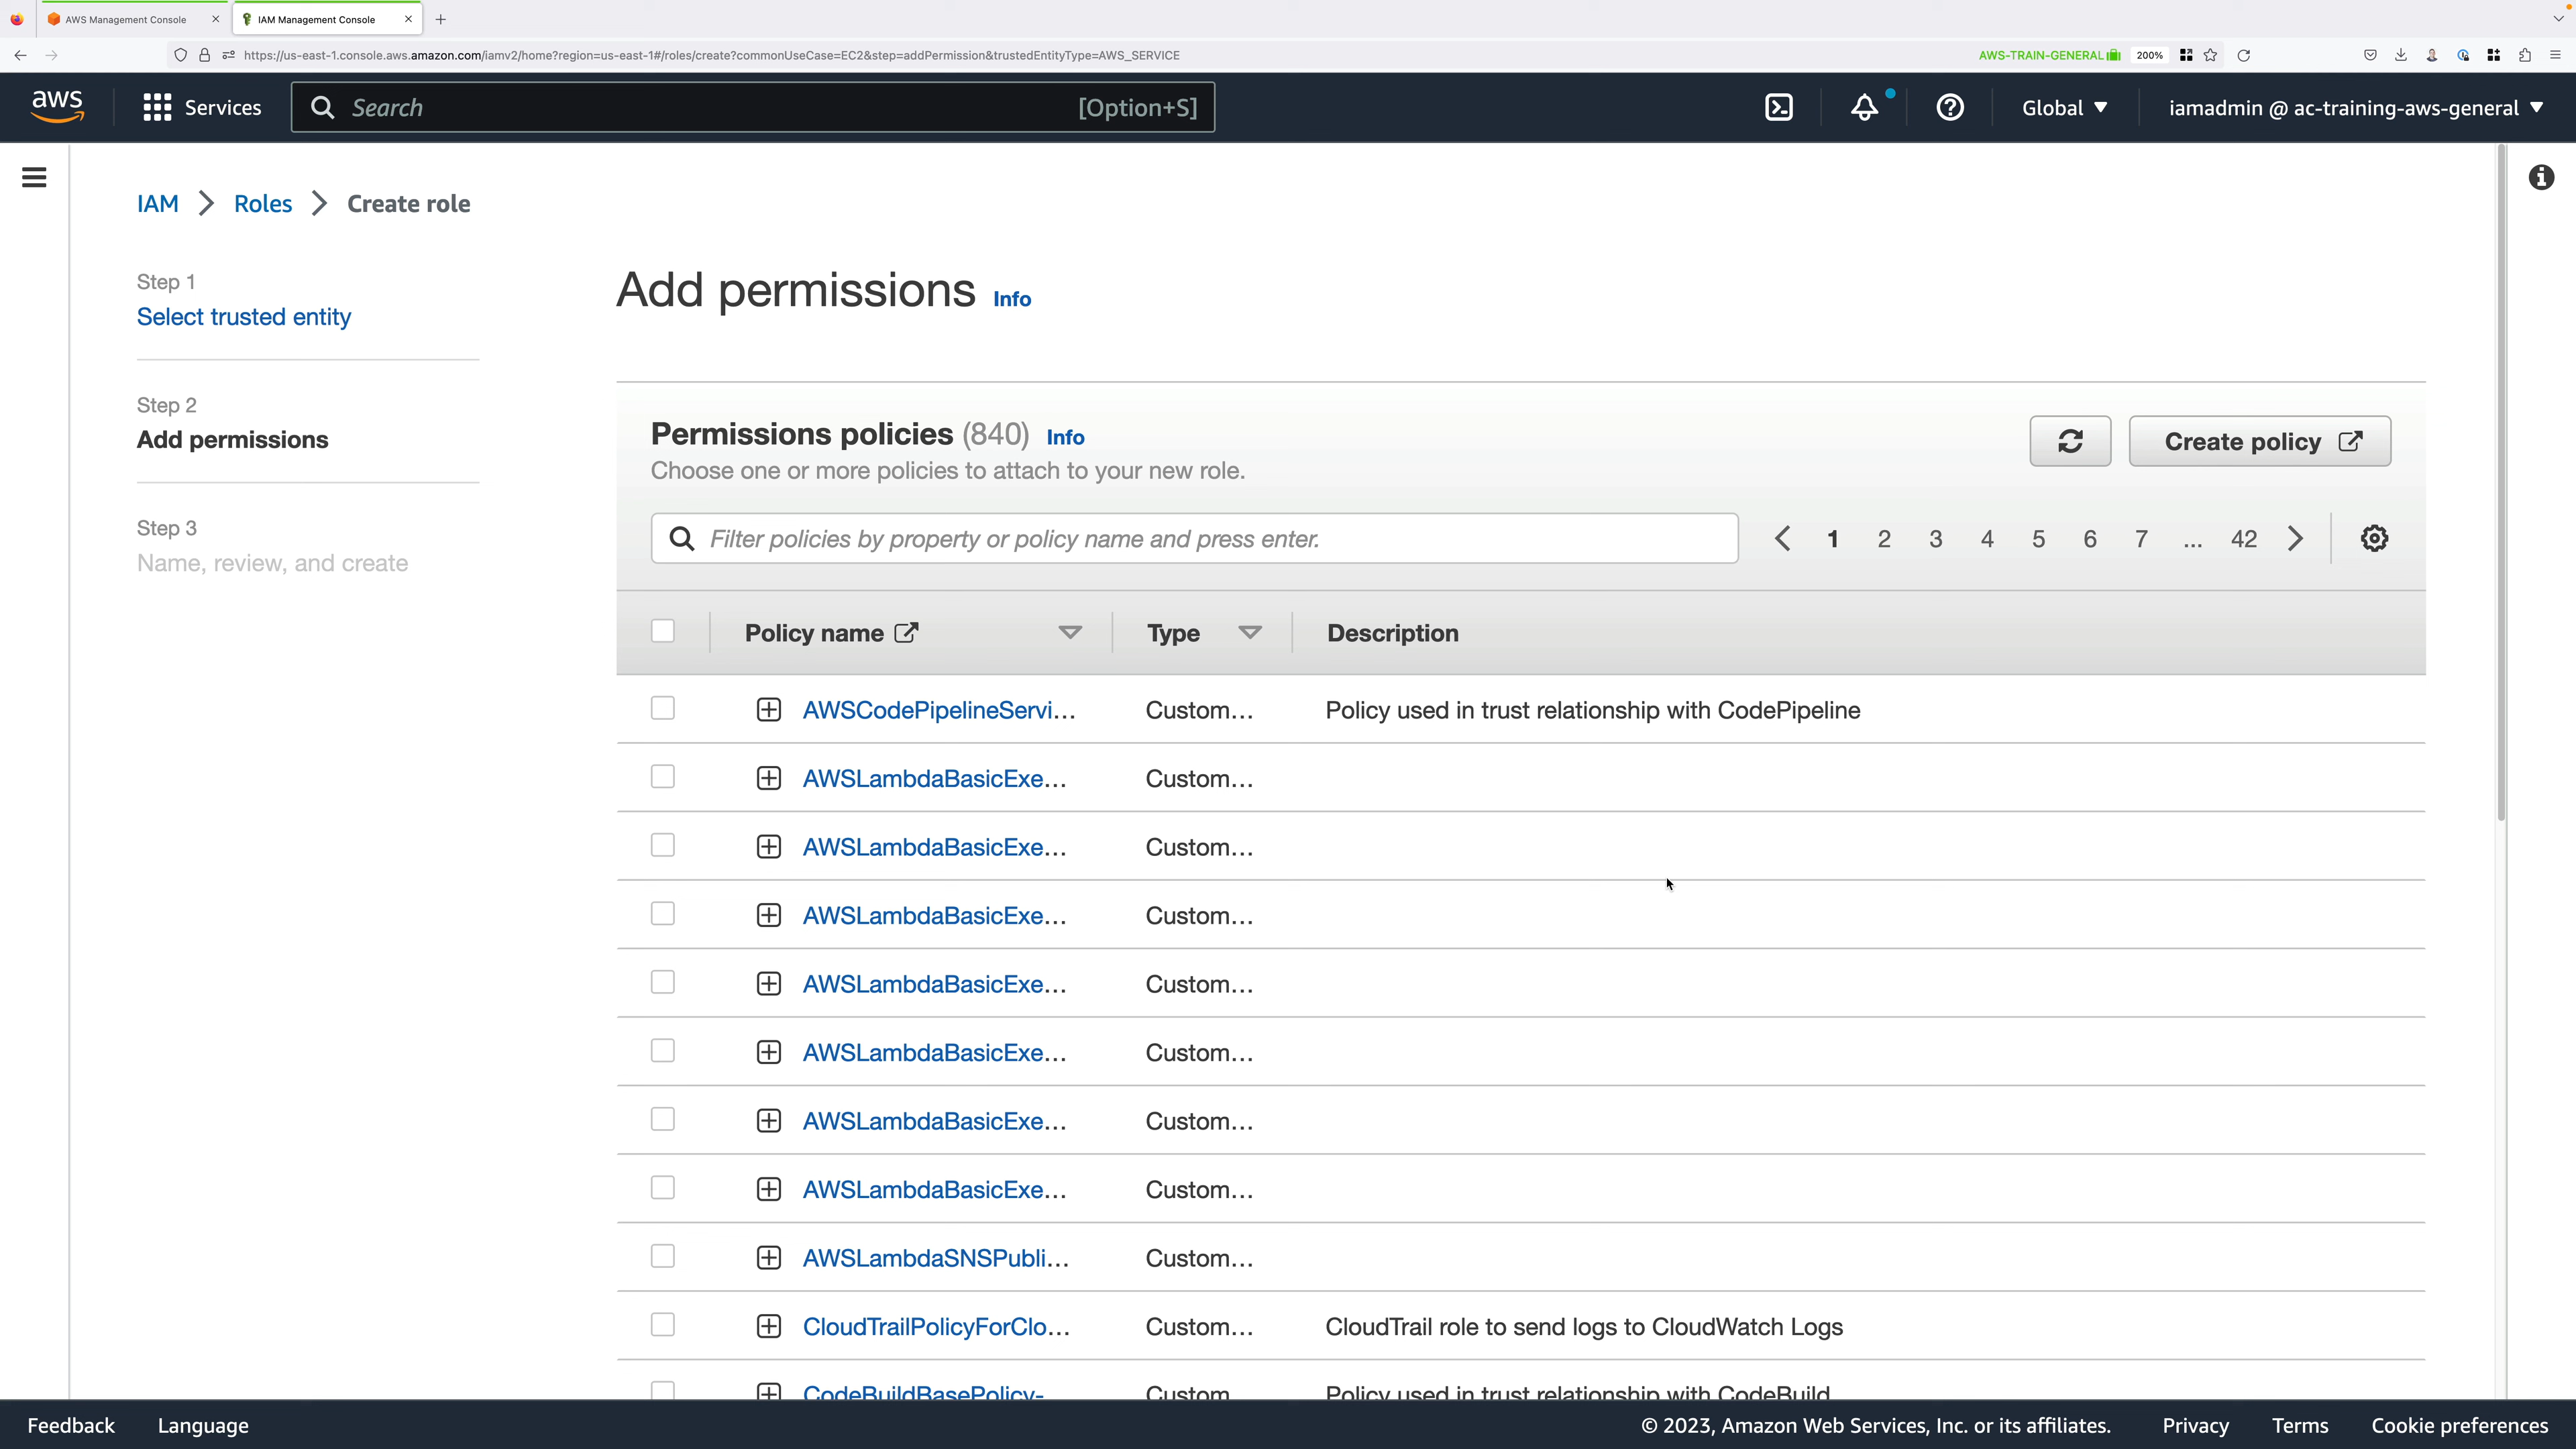 AWS Management Console
IAM Management Console
https://us-east-1.console.aws.amazon.com/iamv2/home?region=us-east-1#/roles/create?commonUseCase=EC2&step=addPermission&trustedEntityType=AWS_SERVICE
AWS-TRAIN-GENERAL
200%
aws
Services
Search
[Option+S]
Global
iamadmin @ ac-training-aws-general
IAM
Roles
Create role
Step 1
Select trusted entity
Step 2
Add permissions
Step 3
Name, review, and create
Add permissions Info
Permissions policies (840) Info
Choose one or more policies to attach to your new role.
Create policy
Filter policies by property or policy name and press enter.
1 2 3 4 5 6 7 ... 42
Policy name Type Description
AWSCodePipelineServi... Custom... Policy used in trust relationship with CodePipeline
AWSLambdaBasicExe... Custom...
AWSLambdaBasicExe... Custom...
AWSLambdaBasicExe... Custom...
AWSLambdaBasicExe... Custom...
AWSLambdaBasicExe... Custom...
AWSLambdaBasicExe... Custom...
AWSLambdaBasicExe... Custom...
AWSLambdaSNSPubli... Custom...
CloudTrailPolicyForClo... Custom... CloudTrail role to send logs to CloudWatch Logs
CodeBuildBasePolicy- Custom Policy used in trust relationship with CodeBuild
Feedback
Language
© 2023, Amazon Web Services, Inc. or its affiliates.
Privacy
Terms
Cookie preferences